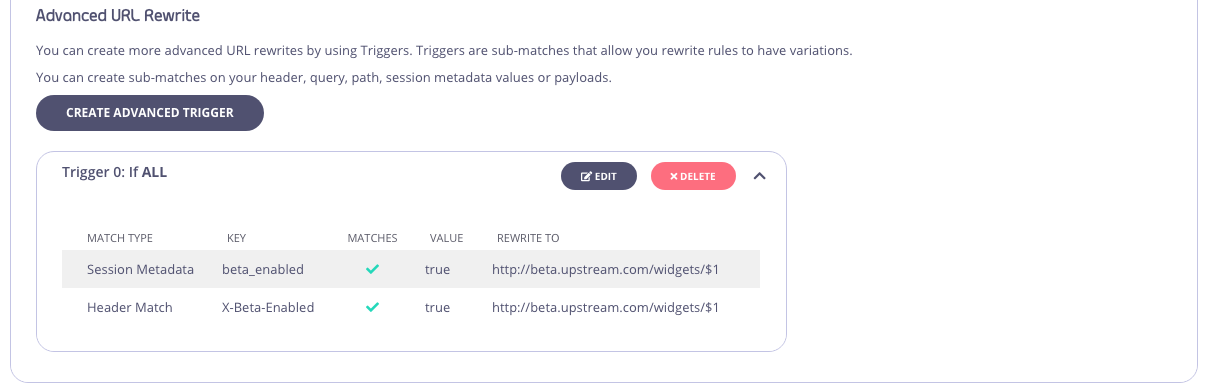 Advanced URL Rewrite
You can create more advanced URL rewrites by using Triggers. Triggers are sub-matches that allow you rewrite rules to have variations.
You can create sub-matches on your header, query, path, session metadata values or payloads.
CREATE ADVANCED TRIGGER
Trigger 0: If ALL EDIT DELETE
MATCH TYPE KEY MATCHES VALUE REWRITE TO
Session Metadata beta_enabled true http://beta.upstream.com/widgets/$1
Header Match X-Beta-Enabled true http://beta.upstream.com/widgets/$1